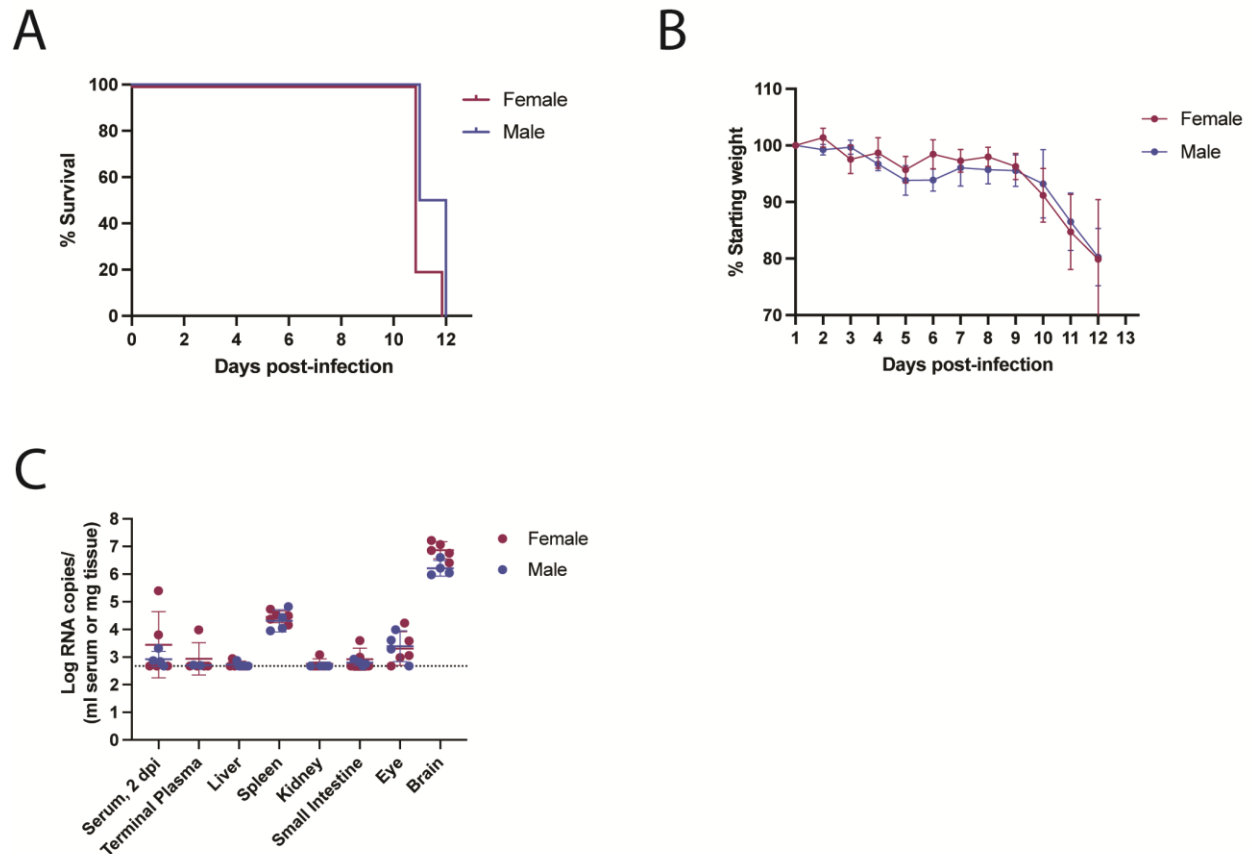 A
100
80
60
40
20
0
% Survival
0 2 4 6 8 10 12
Days post-infection
Female
Male
B
110
100
90
80
70
% Starting weight
1 2 3 4 5 6 7 8 9 10 11 12 13
Days post-infection
Female
Male
C
8
7
6
5
4
3
2
1
0
Log RNA copies/
(ml serum or mg tissue)
Serum, 2 dpi
Terminal Plasma
Liver
Spleen
Kidney
Small Intestine
Eye
Brain
Female
Male